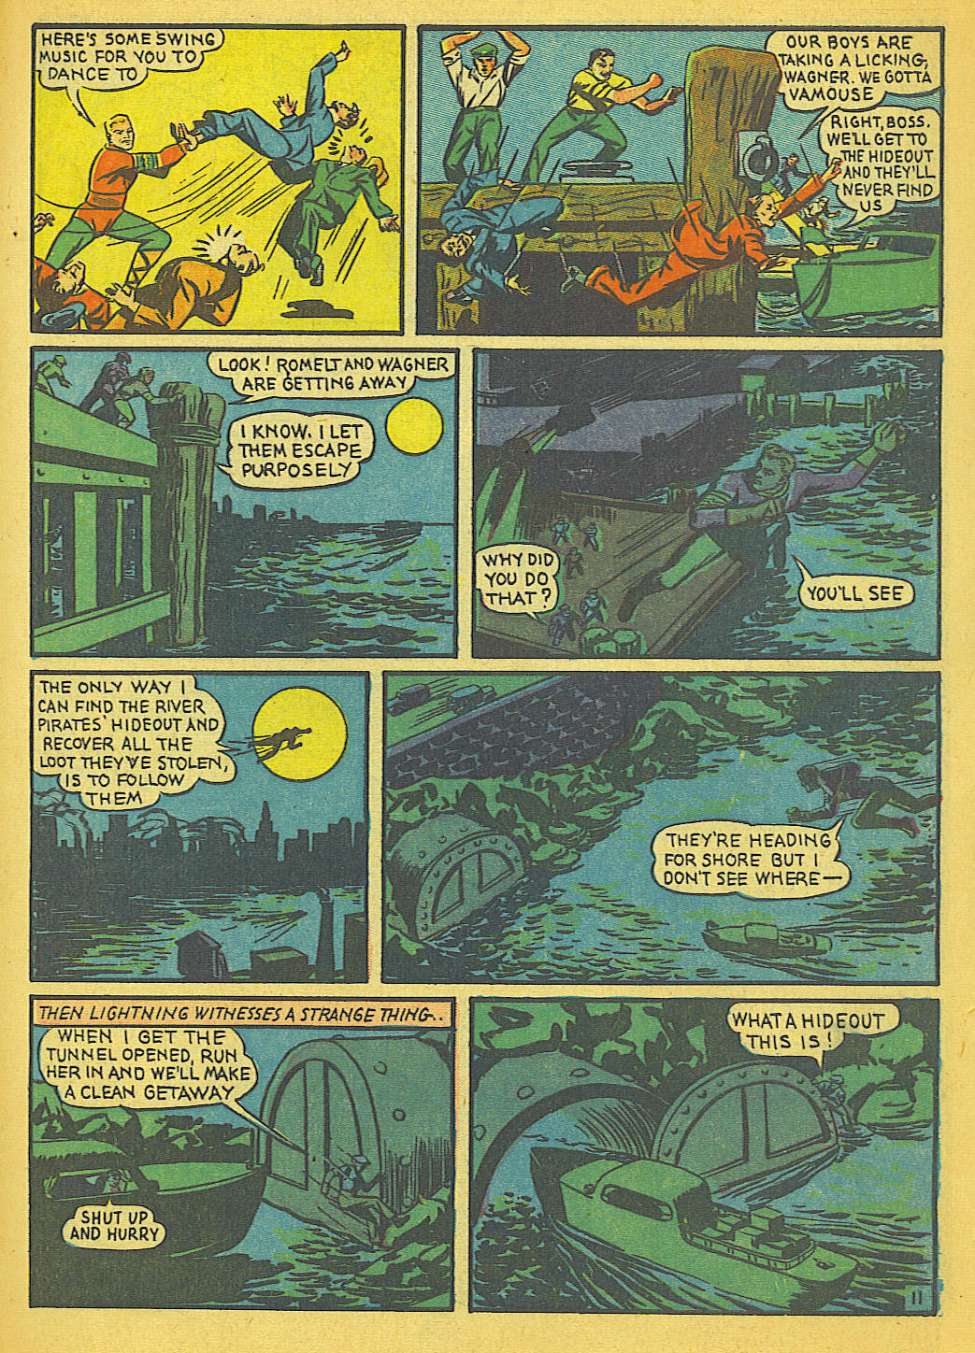 HERE'S SOME SWING
MUSIC FOR YOU TO
DANCE TO
OUR BOYS ARE
TAKING A LICKING,
WAGNER. WE GOTTA
VAMOUSE
RIGHT, BOSS.
WE'LL GET TO
THE HIDEOUT
AND THEY'LL
NEVER FIND
US
LOOK! ROMELT AND WAGNER
ARE GETTING AWAY
I KNOW. I LET
THEM ESCAPE
PURPOSELY
WHY DID
YOU DO
THAT?
YOU'LL SEE
THE ONLY WAY I
CAN FIND THE RIVER
PIRATES' HIDEOUT AND
RECOVER ALL THE
LOOT THEY'VE STOLEN,
IS TO FOLLOW
THEM
THEY'RE HEADING
FOR SHORE BUT I
DON'T SEE WHERE—
THEN LIGHTNING WITNESSES A STRANGE THING...
WHEN I GET THE
TUNNEL OPENED, RUN
HER IN AND WE'LL MAKE
A CLEAN GETAWAY
SHUT UP
AND HURRY
WHAT A HIDEOUT
THIS IS!
11